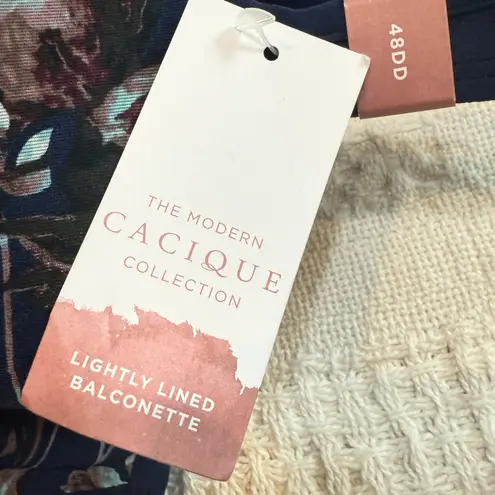 48DD
THE MODERN
CACIQUE
COLLECTION
LIGHTLY LINED
BALCONETTE